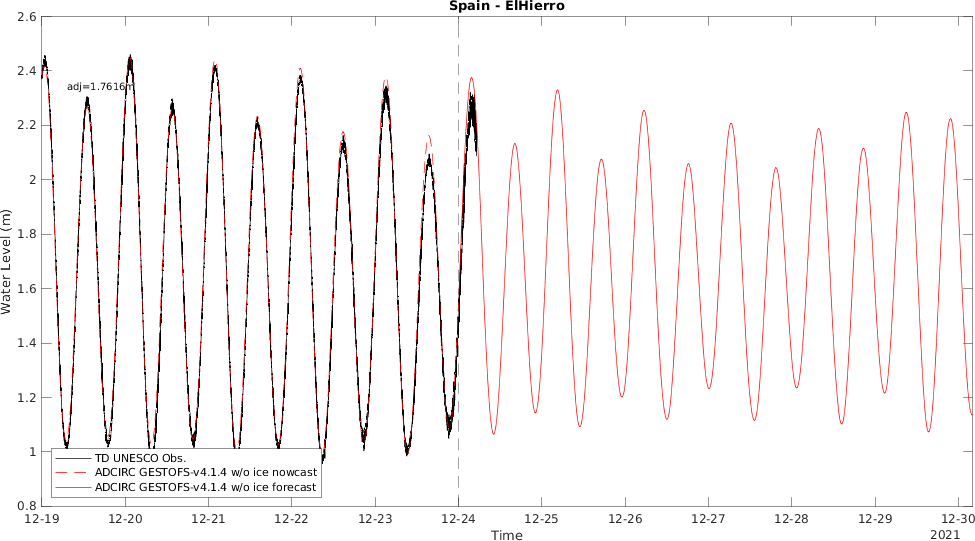 Spain - ElHierro
2.6
2.4
2.2
2
1.8
1.6
1.4
1.2
1
0.8
Water Level (m)
adj=1.7616m
TD UNESCO Obs.
ADCIRC GESTOFS-v4.1.4 w/o ice nowcast
ADCIRC GESTOFS-v4.1.4 w/o ice forecast
12-19 12-20 12-21 12-22 12-23 12-24 12-25 12-26 12-27 12-28 12-29 12-30
Time
2021